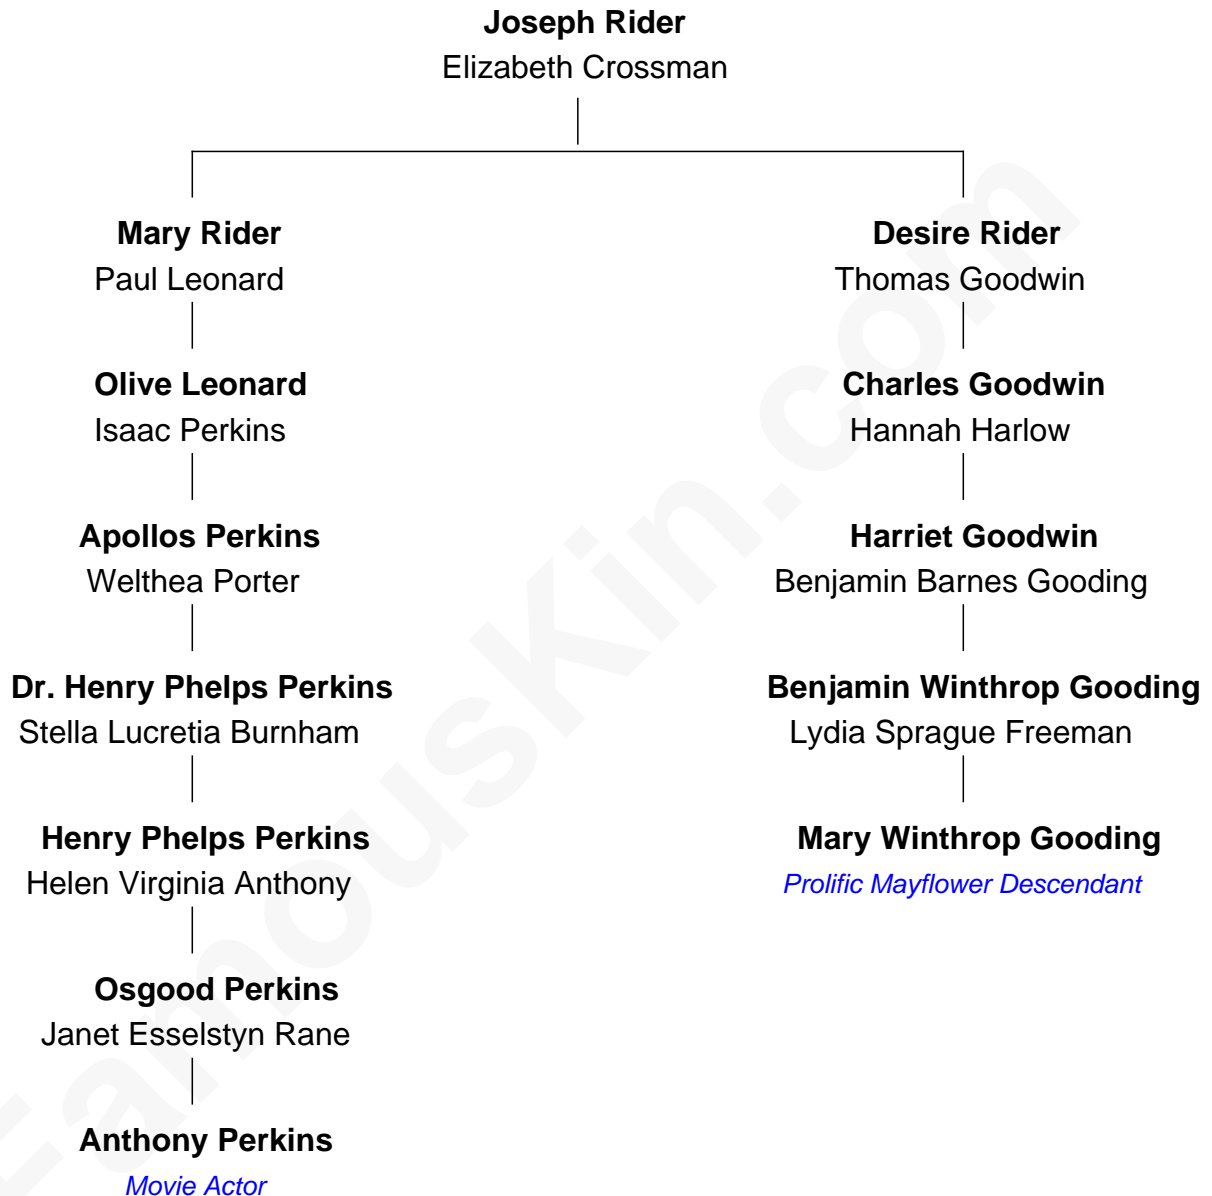 Joseph Rider
Elizabeth Crossman
Mary Rider
Paul Leonard
Desire Rider
Thomas Goodwin
Olive Leonard
Isaac Perkins
Charles Goodwin
Hannah Harlow
Apollos Perkins
Welthea Porter
Harriet Goodwin
Benjamin Barnes Gooding
Dr. Henry Phelps Perkins
Stella Lucretia Burnham
Benjamin Winthrop Gooding
Lydia Sprague Freeman
Henry Phelps Perkins
Helen Virginia Anthony
Mary Winthrop Gooding
Prolific Mayflower Descendant
Osgood Perkins
Janet Esselstyn Rane
Anthony Perkins
Movie Actor
FamousKin.com